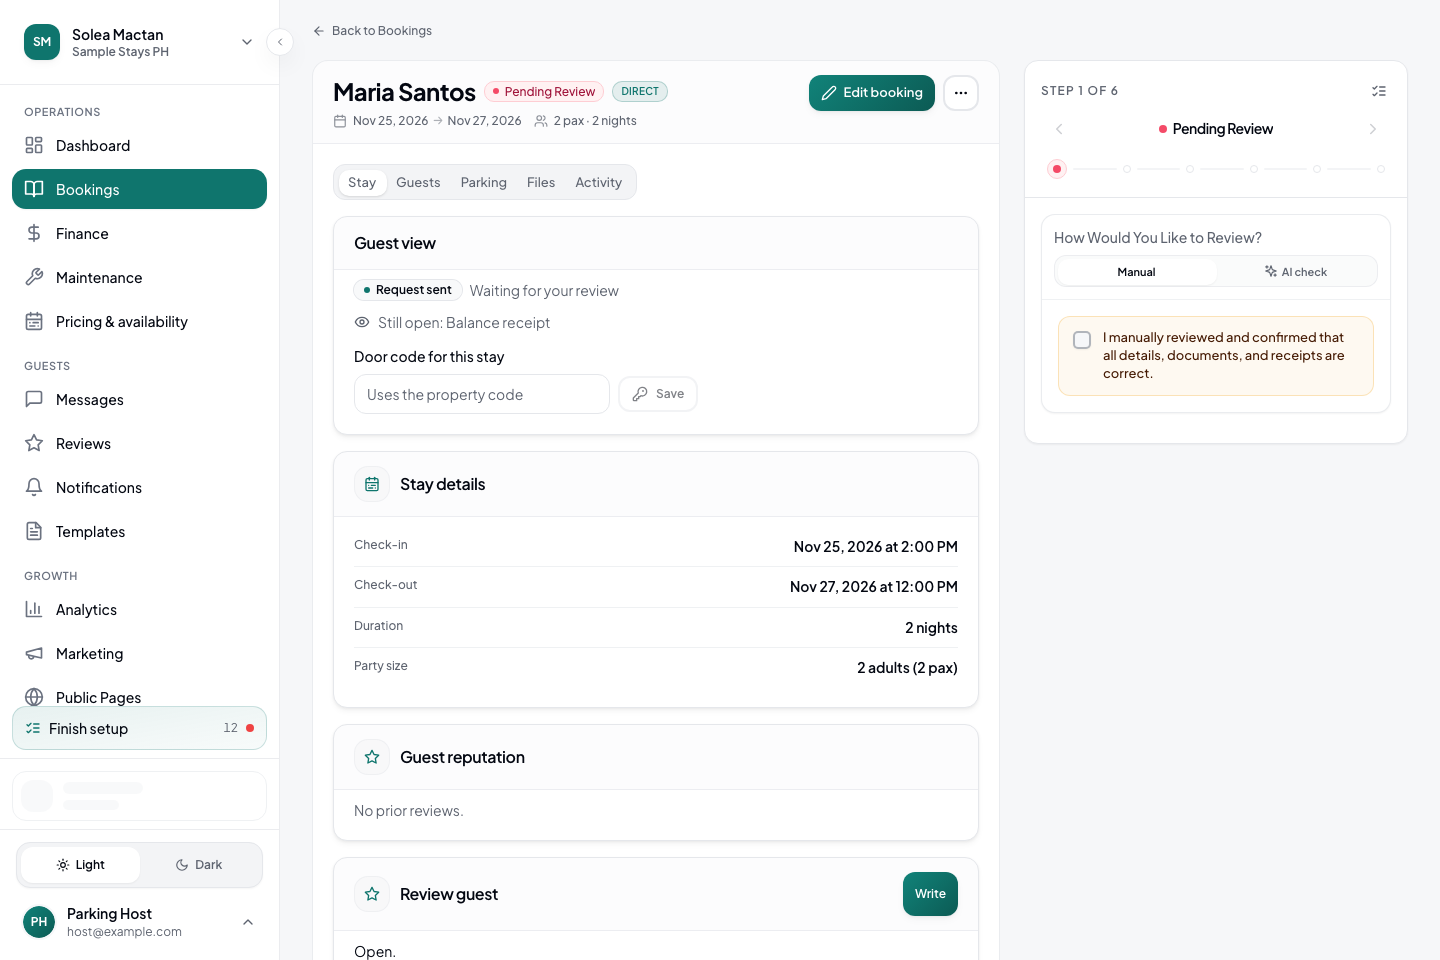 SM
Solea Mactan
Sample Stays PH
OPERATIONS
Dashboard
Bookings
Finance
Maintenance
Pricing & availability
GUESTS
Messages
Reviews
Notifications
Templates
GROWTH
Analytics
Marketing
Public Pages
Finish setup 12
Light Dark
PH
Parking Host
host@example.com
Back to Bookings
Maria Santos Pending Review DIRECT
Nov 25, 2026 → Nov 27, 2026 2 pax · 2 nights
Edit booking
Stay Guests Parking Files Activity
Guest view
Request sent Waiting for your review
Still open: Balance receipt
Door code for this stay
Uses the property code Save
Stay details
Check-in Nov 25, 2026 at 2:00 PM
Check-out Nov 27, 2026 at 12:00 PM
Duration 2 nights
Party size 2 adults (2 pax)
Guest reputation
No prior reviews.
Review guest Write
Open.
STEP 1 OF 6
Pending Review
How Would You Like to Review?
Manual AI check
I manually reviewed and confirmed that
all details, documents, and receipts are
correct.